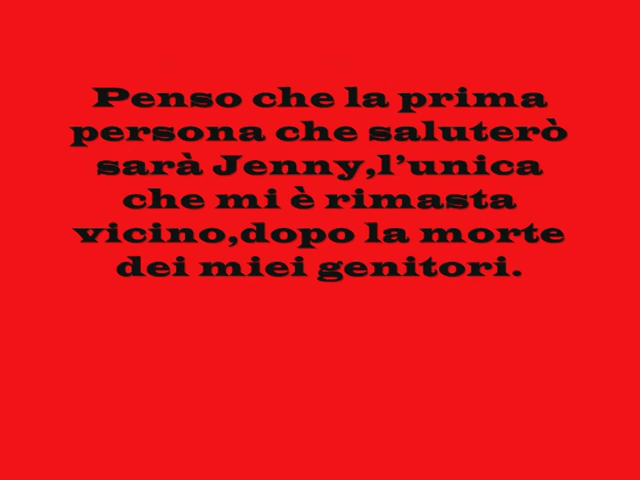 Penso che la prima
persona che saluterò
sarà Jenny,l’unica
che mi è rimasta
vicino,dopo la morte
dei miei genitori.